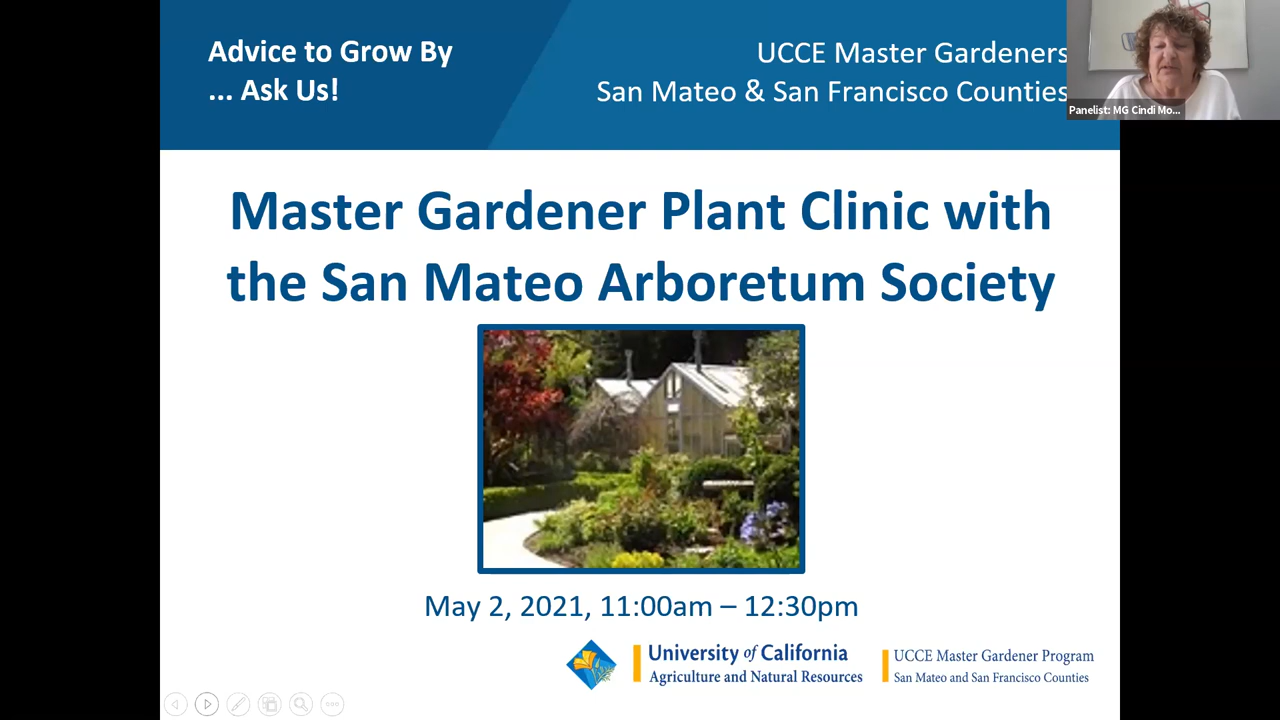 Advice to Grow By
... Ask Us!
UCCE Master Gardeners
San Mateo & San Francisco Counties
Panelist: MG Cindi Mo...
Master Gardener Plant Clinic with
the San Mateo Arboretum Society
May 2, 2021, 11:00am – 12:30pm
University of California
Agriculture and Natural Resources
UCCE Master Gardener Program
San Mateo and San Francisco Counties